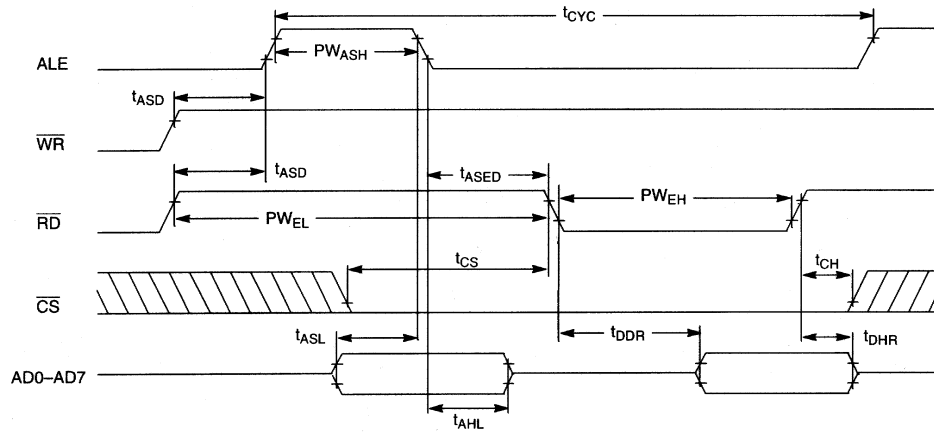 tCYC
ALE
PWASH
tASD
WR
tASD
tASED
RD
PWEL
PWEH
tCS
tCH
CS
tASL
tDDR
tDHR
AD0–AD7
tAHL